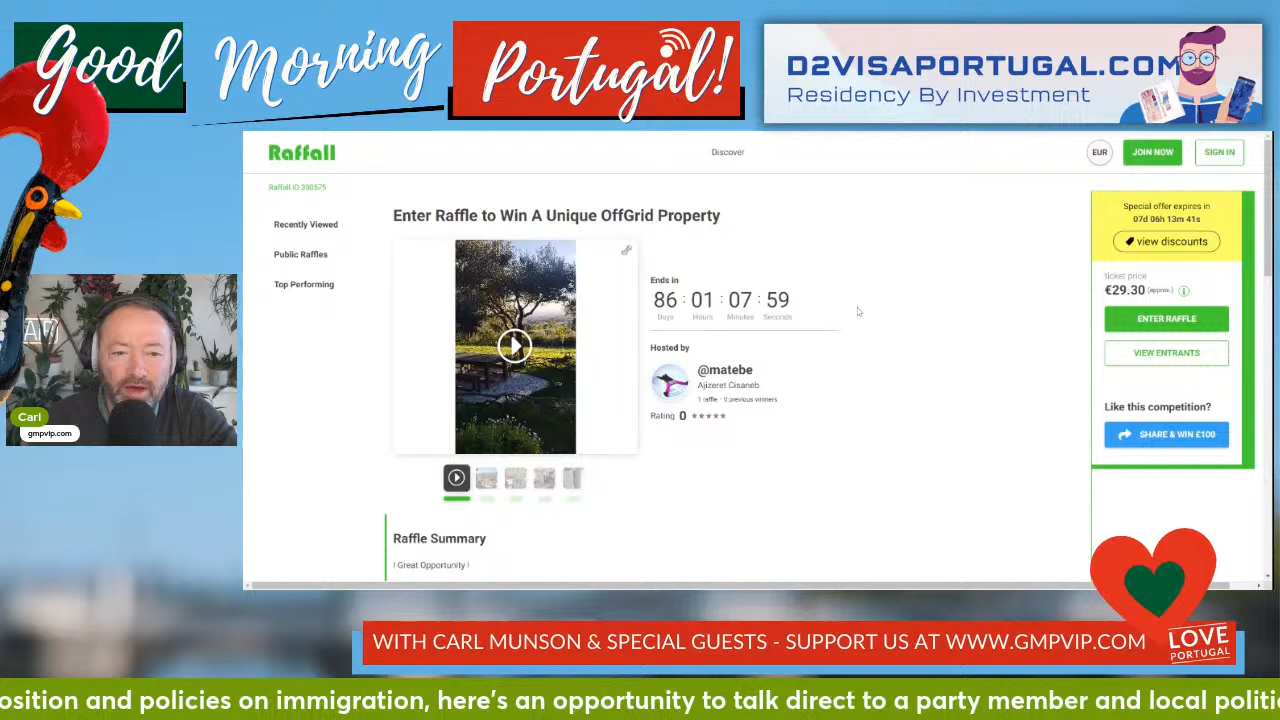 Good Morning Portugal!
D2VISAPORTUGAL.COM
Residency By Investment
Raffall
Discover
EUR
JOIN NOW
SIGN IN
Raffall ID 390575
Recently Viewed
Public Raffles
Top Performing
Enter Raffle to Win A Unique OffGrid Property
Ends in
86 : 01 : 07 : 59
Days Hours Minutes Seconds
Hosted by
@matebe
Ajizeret Cisaneb
1 raffle · 0 previous winners
Rating 0 ★★★★★
Special offer expires in
07d 06h 13m 41s
view discounts
ticket price
€29.30 (approx.)
ENTER RAFFLE
VIEW ENTRANTS
Like this competition?
SHARE & WIN £100
Raffle Summary
! Great Opportunity !
Carl
gmpvip.com
WITH CARL MUNSON & SPECIAL GUESTS - SUPPORT US AT WWW.GMPVIP.COM
LOVE
PORTUGAL
osition and policies on immigration, here's an opportunity to talk direct to a party member and local politi